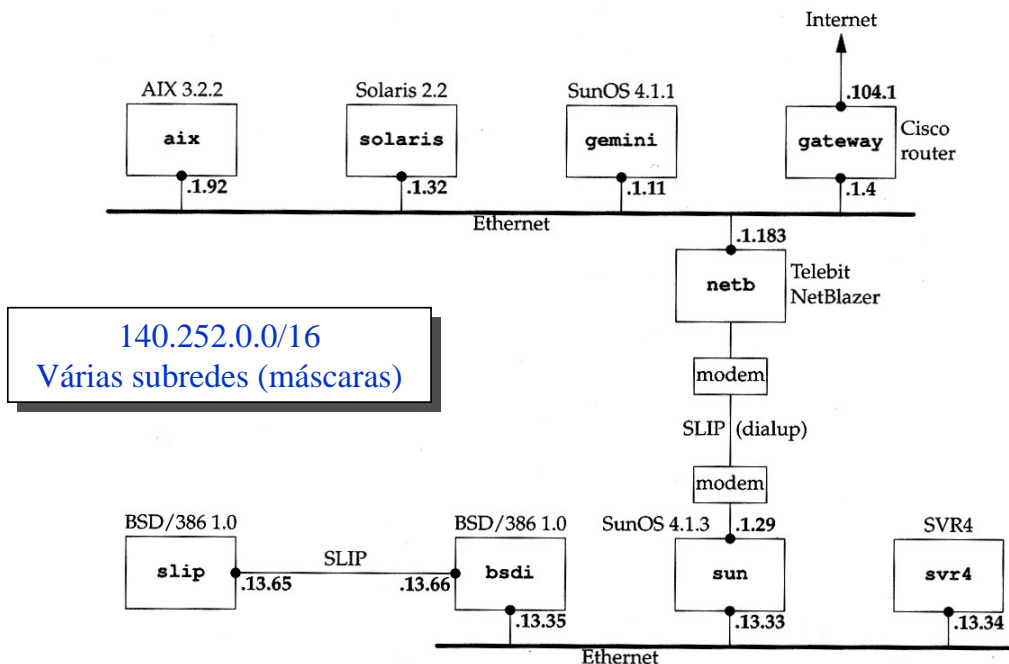 Internet
AIX 3.2.2
Solaris 2.2
SunOS 4.1.1
.104.1
aix
solaris
gemini
gateway
Cisco
router
.1.92
.1.32
.1.11
.1.4
Ethernet
.1.183
netb
Telebit
NetBlazer
140.252.0.0/16
Várias subredes (máscaras)
modem
SLIP (dialup)
modem
BSD/386 1.0
BSD/386 1.0
SunOS 4.1.3
.1.29
SVR4
slip
SLIP
bsdi
sun
svr4
.13.65
.13.66
.13.35
.13.33
.13.34
Ethernet